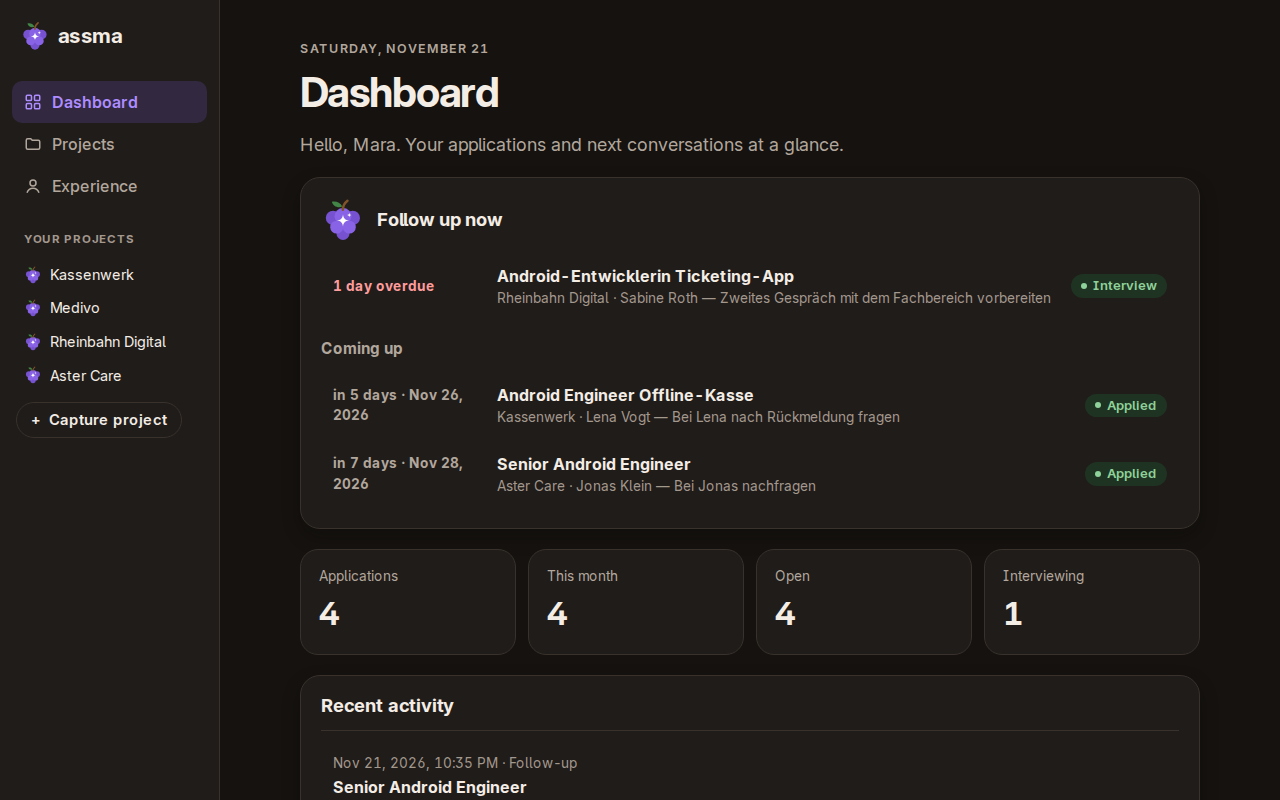 assma
Dashboard
Projects
Experience
YOUR PROJECTS
Kassenwerk
Medivo
Rheinbahn Digital
Aster Care
+ Capture project
SATURDAY, NOVEMBER 21
Dashboard
Hello, Mara. Your applications and next conversations at a glance.
Follow up now
1 day overdue
Android-Entwicklerin Ticketing-App
Rheinbahn Digital · Sabine Roth — Zweites Gespräch mit dem Fachbereich vorbereiten
Interview
Coming up
in 5 days · Nov 26,
2026
Android Engineer Offline-Kasse
Kassenwerk · Lena Vogt — Bei Lena nach Rückmeldung fragen
Applied
in 7 days · Nov 28,
2026
Senior Android Engineer
Aster Care · Jonas Klein — Bei Jonas nachfragen
Applied
Applications
4
This month
4
Open
4
Interviewing
1
Recent activity
Nov 21, 2026, 10:35 PM · Follow-up
Senior Android Engineer